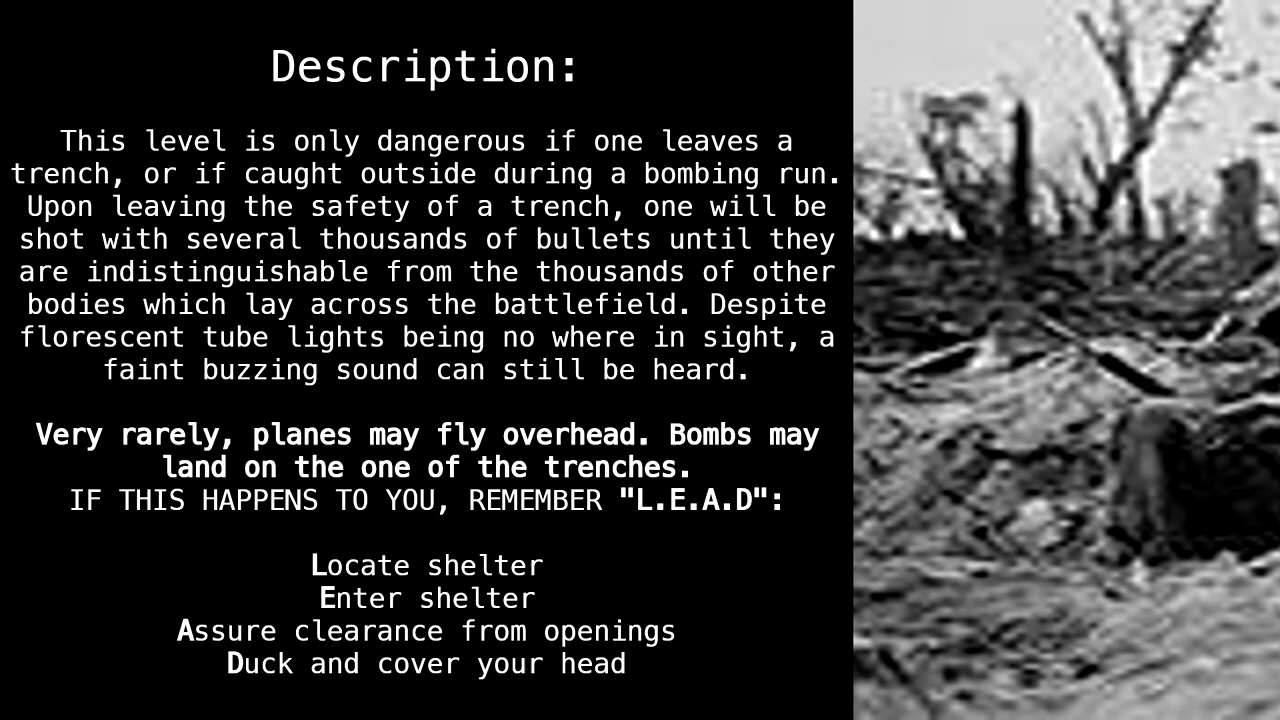 Description:
This level is only dangerous if one leaves a
trench, or if caught outside during a bombing run.
Upon leaving the safety of a trench, one will be
shot with several thousands of bullets until they
are indistinguishable from the thousands of other
bodies which lay across the battlefield. Despite
florescent tube lights being no where in sight, a
faint buzzing sound can still be heard.
Very rarely, planes may fly overhead. Bombs may
land on the one of the trenches.
IF THIS HAPPENS TO YOU, REMEMBER "L.E.A.D":
Locate shelter
Enter shelter
Assure clearance from openings
Duck and cover your head